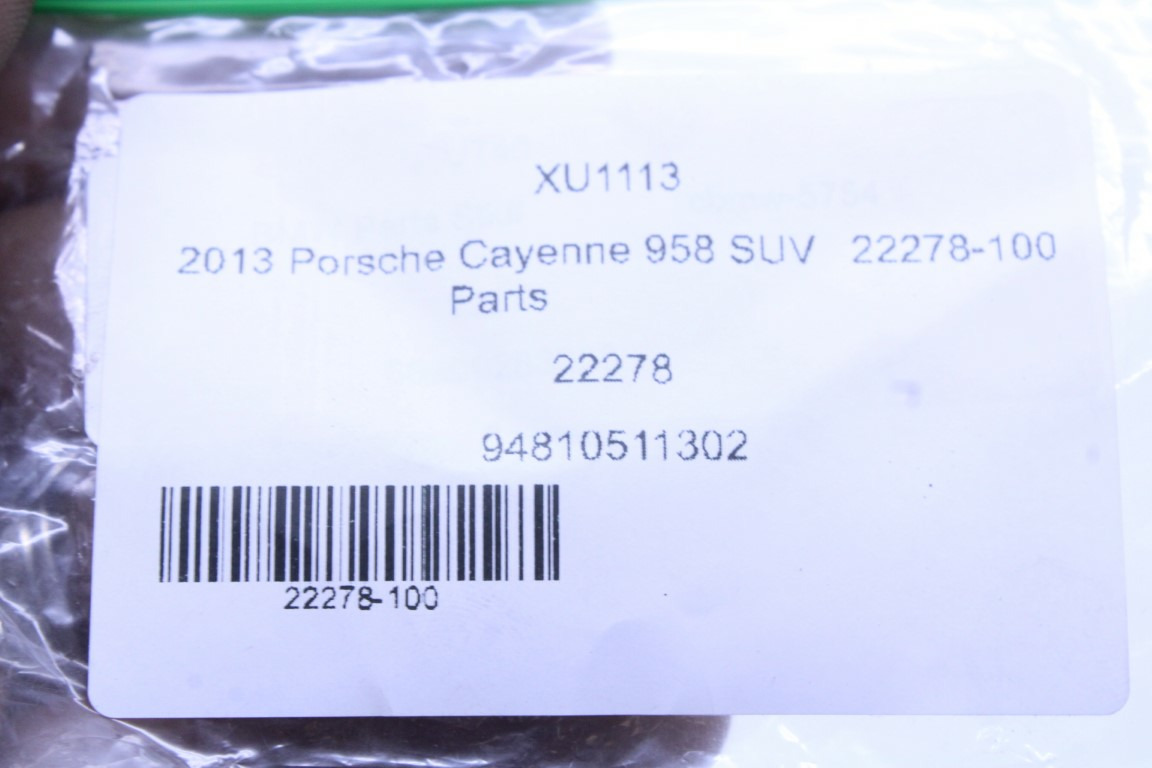 XU1113
2013 Porsche Cayenne 958 SUV 22278-100
Parts
22278
94810511302
22278-100